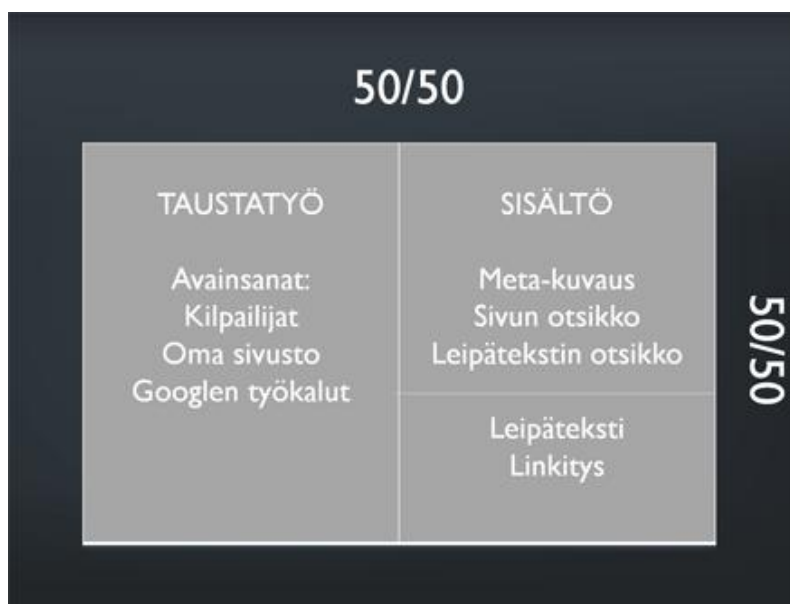 50/50
TAUSTATYÖ
Avainsanat:
Kilpailijat
Oma sivusto
Googlen työkalut
SISÄLTÖ
Meta-kuvaus
Sivun otsikko
Leipätekstin otsikko
Leipäteksti
Linkitys
50/50